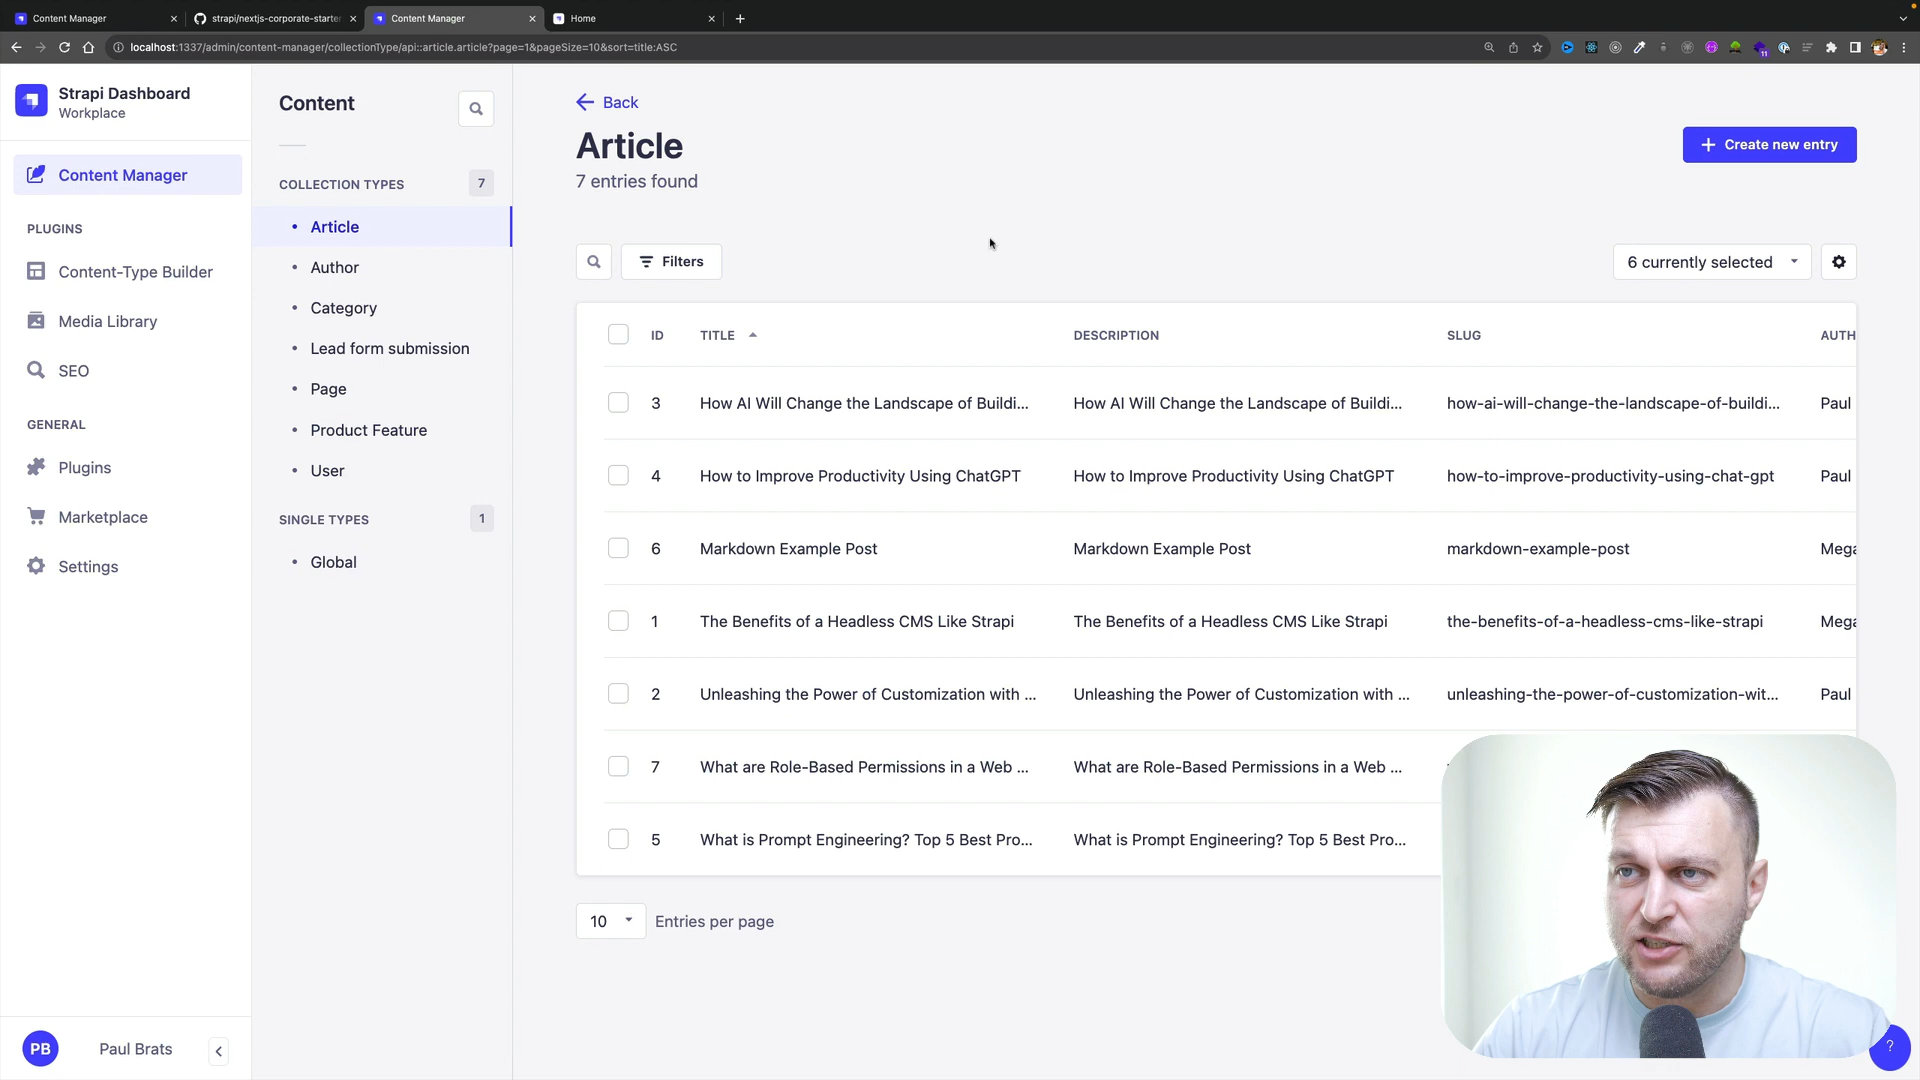 Content Manager
strapi/nextjs-corporate-starter
Content Manager
Home
localhost:1337/admin/content-manager/collectionType/api::article.article?page=1&pageSize=10&sort=title:ASC
11
Strapi Dashboard
Workplace
Content Manager
PLUGINS
Content-Type Builder
Media Library
SEO
GENERAL
Plugins
Marketplace
Settings
PB
Paul Brats
Content
COLLECTION TYPES
7
Article
Author
Category
Lead form submission
Page
Product Feature
User
SINGLE TYPES
1
Global
Back
Article
7 entries found
Create new entry
Filters
6 currently selected
ID TITLE DESCRIPTION SLUG AUTH
3 How AI Will Change the Landscape of Buildi... How AI Will Change the Landscape of Buildi... how-ai-will-change-the-landscape-of-buildi... Paul
4 How to Improve Productivity Using ChatGPT How to Improve Productivity Using ChatGPT how-to-improve-productivity-using-chat-gpt Paul
6 Markdown Example Post Markdown Example Post markdown-example-post Mega
1 The Benefits of a Headless CMS Like Strapi The Benefits of a Headless CMS Like Strapi the-benefits-of-a-headless-cms-like-strapi Mega
2 Unleashing the Power of Customization with ... Unleashing the Power of Customization with ... unleashing-the-power-of-customization-wit... Paul
7 What are Role-Based Permissions in a Web ... What are Role-Based Permissions in a Web ...
5 What is Prompt Engineering? Top 5 Best Pro... What is Prompt Engineering? Top 5 Best Pro...
10 Entries per page
?